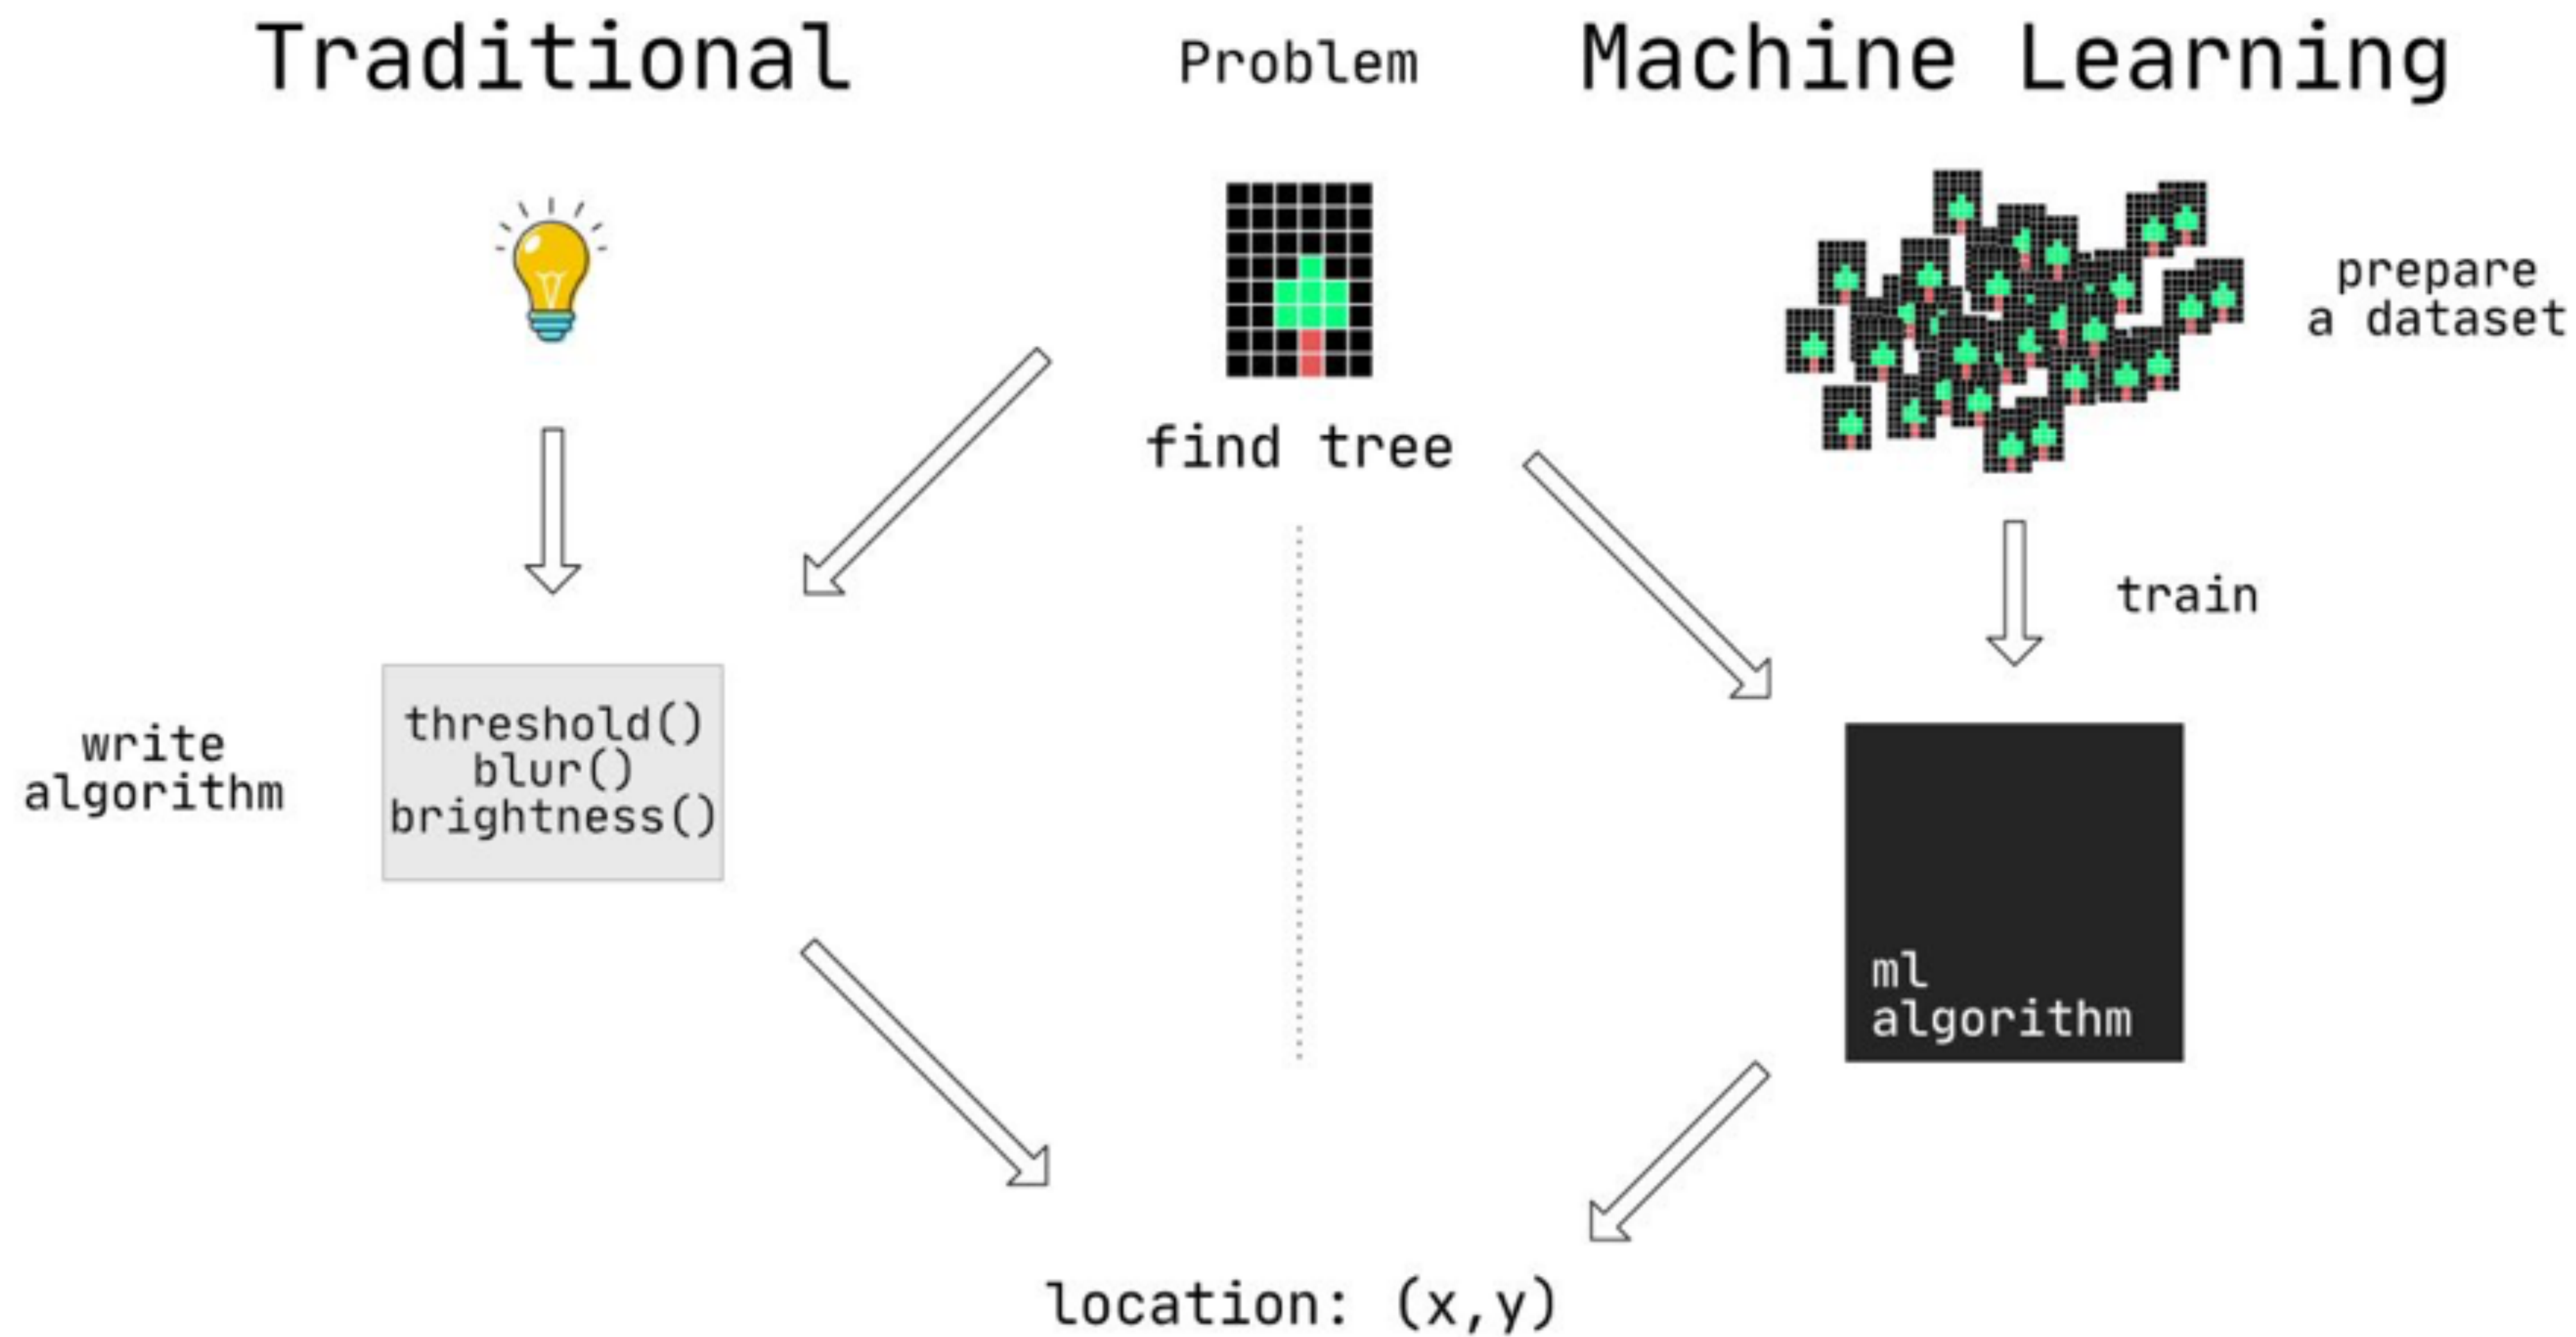 Traditional
Problem
Machine Learning
prepare
a dataset
find tree
train
write
algorithm
threshold()
blur()
brightness()
ml
algorithm
location: (x,y)